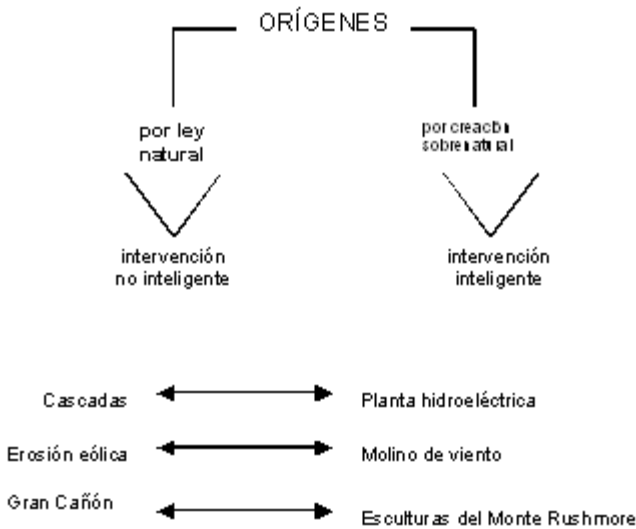 ORÍGENES
por ley
natural
por creación
sobrenatural
intervención
no inteligente
intervención
inteligente
Cascadas
Planta hidroeléctrica
Erosión eólica
Molino de viento
Gran Cañón
Esculturas del Monte Rushmore